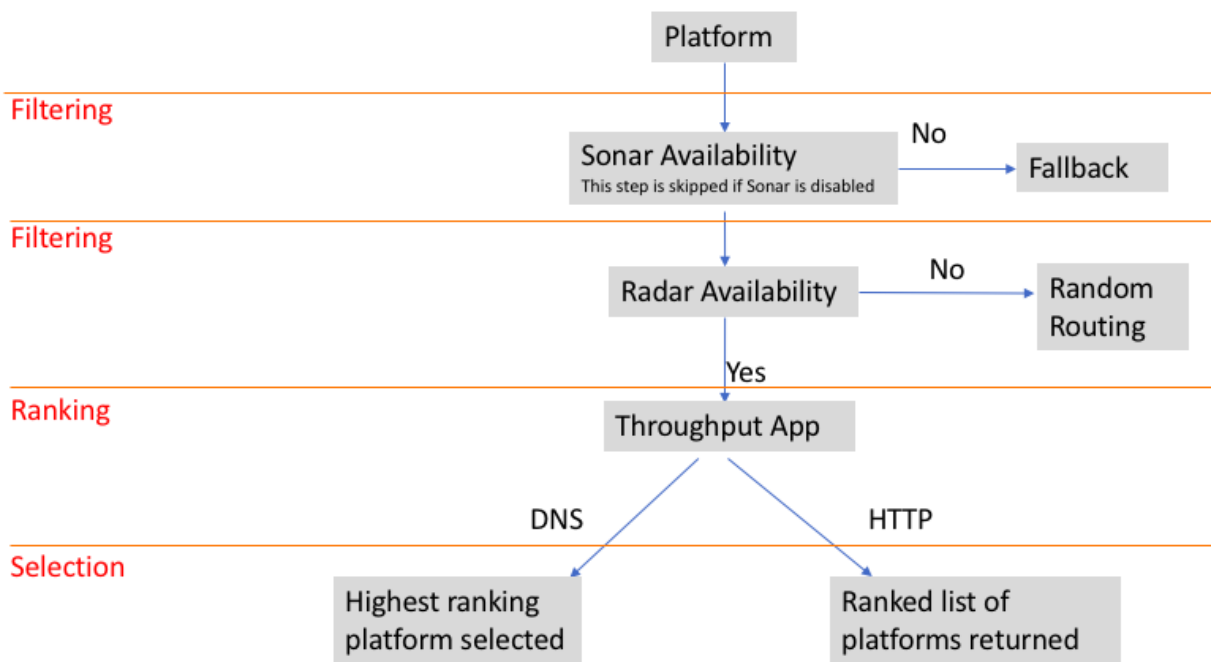 Platform
Filtering
No
Sonar Availability
This step is skipped if Sonar is disabled
Fallback
Filtering
No
Radar Availability
Random
Routing
Yes
Ranking
Throughput App
DNS
HTTP
Selection
Highest ranking
platform selected
Ranked list of
platforms returned